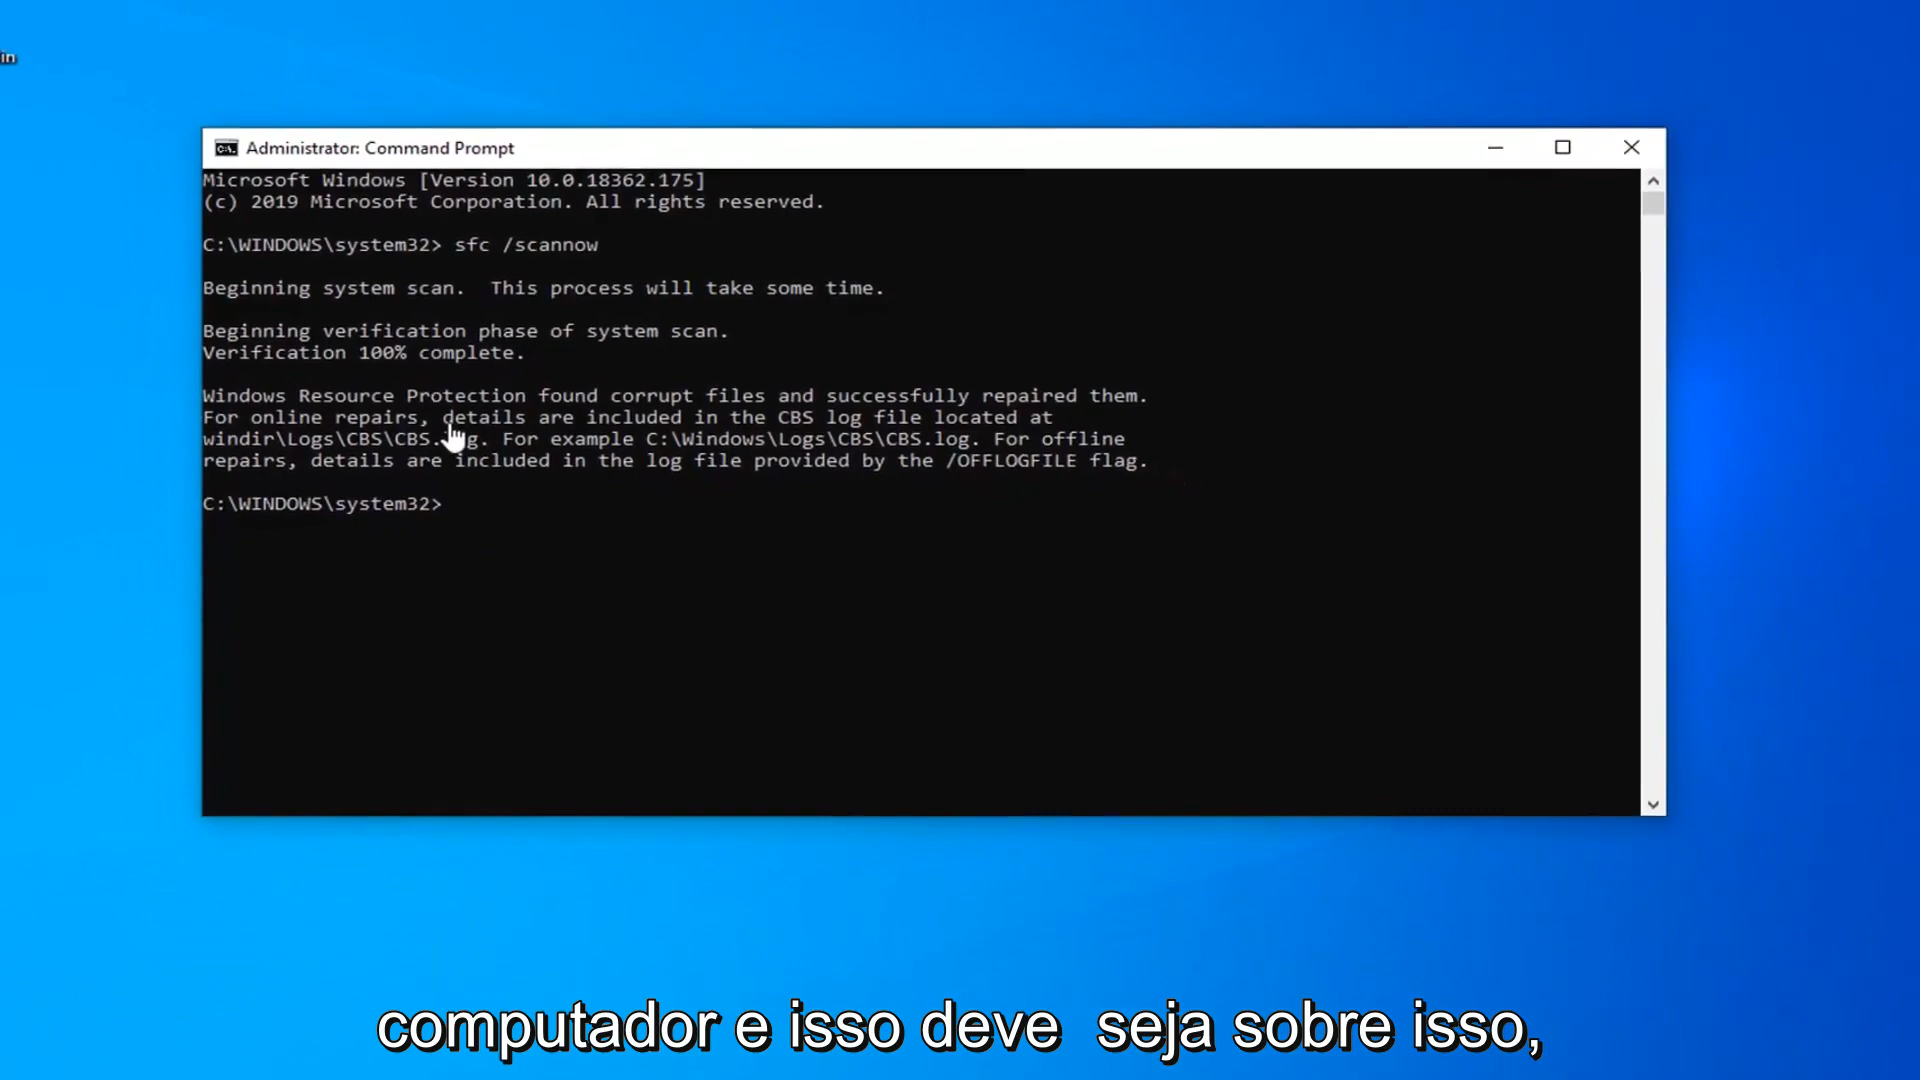 in
Administrator: Command Prompt
Microsoft Windows [Version 10.0.18362.175]
(c) 2019 Microsoft Corporation. All rights reserved.
C:\WINDOWS\system32> sfc /scannow
Beginning system scan.  This process will take some time.
Beginning verification phase of system scan.
Verification 100% complete.
Windows Resource Protection found corrupt files and successfully repaired them.
For online repairs, details are included in the CBS log file located at
windir\Logs\CBS\CBS.log. For example C:\Windows\Logs\CBS\CBS.log. For offline
repairs, details are included in the log file provided by the /OFFLOGFILE flag.
C:\WINDOWS\system32>
computador e isso deve  seja sobre isso,